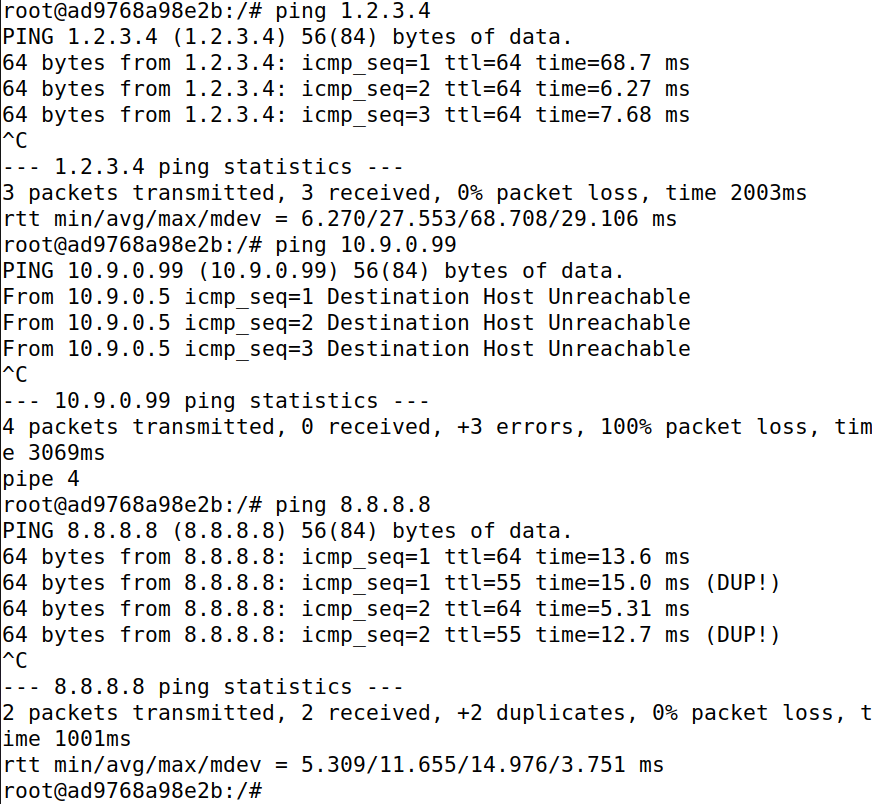 root@ad9768a98e2b:/# ping 1.2.3.4
PING 1.2.3.4 (1.2.3.4) 56(84) bytes of data.
64 bytes from 1.2.3.4: icmp_seq=1 ttl=64 time=68.7 ms
64 bytes from 1.2.3.4: icmp_seq=2 ttl=64 time=6.27 ms
64 bytes from 1.2.3.4: icmp_seq=3 ttl=64 time=7.68 ms
^C
--- 1.2.3.4 ping statistics ---
3 packets transmitted, 3 received, 0% packet loss, time 2003ms
rtt min/avg/max/mdev = 6.270/27.553/68.708/29.106 ms
root@ad9768a98e2b:/# ping 10.9.0.99
PING 10.9.0.99 (10.9.0.99) 56(84) bytes of data.
From 10.9.0.5 icmp_seq=1 Destination Host Unreachable
From 10.9.0.5 icmp_seq=2 Destination Host Unreachable
From 10.9.0.5 icmp_seq=3 Destination Host Unreachable
^C
--- 10.9.0.99 ping statistics ---
4 packets transmitted, 0 received, +3 errors, 100% packet loss, tim
e 3069ms
pipe 4
root@ad9768a98e2b:/# ping 8.8.8.8
PING 8.8.8.8 (8.8.8.8) 56(84) bytes of data.
64 bytes from 8.8.8.8: icmp_seq=1 ttl=64 time=13.6 ms
64 bytes from 8.8.8.8: icmp_seq=1 ttl=55 time=15.0 ms (DUP!)
64 bytes from 8.8.8.8: icmp_seq=2 ttl=64 time=5.31 ms
64 bytes from 8.8.8.8: icmp_seq=2 ttl=55 time=12.7 ms (DUP!)
^C
--- 8.8.8.8 ping statistics ---
2 packets transmitted, 2 received, +2 duplicates, 0% packet loss, t
ime 1001ms
rtt min/avg/max/mdev = 5.309/11.655/14.976/3.751 ms
root@ad9768a98e2b:/#